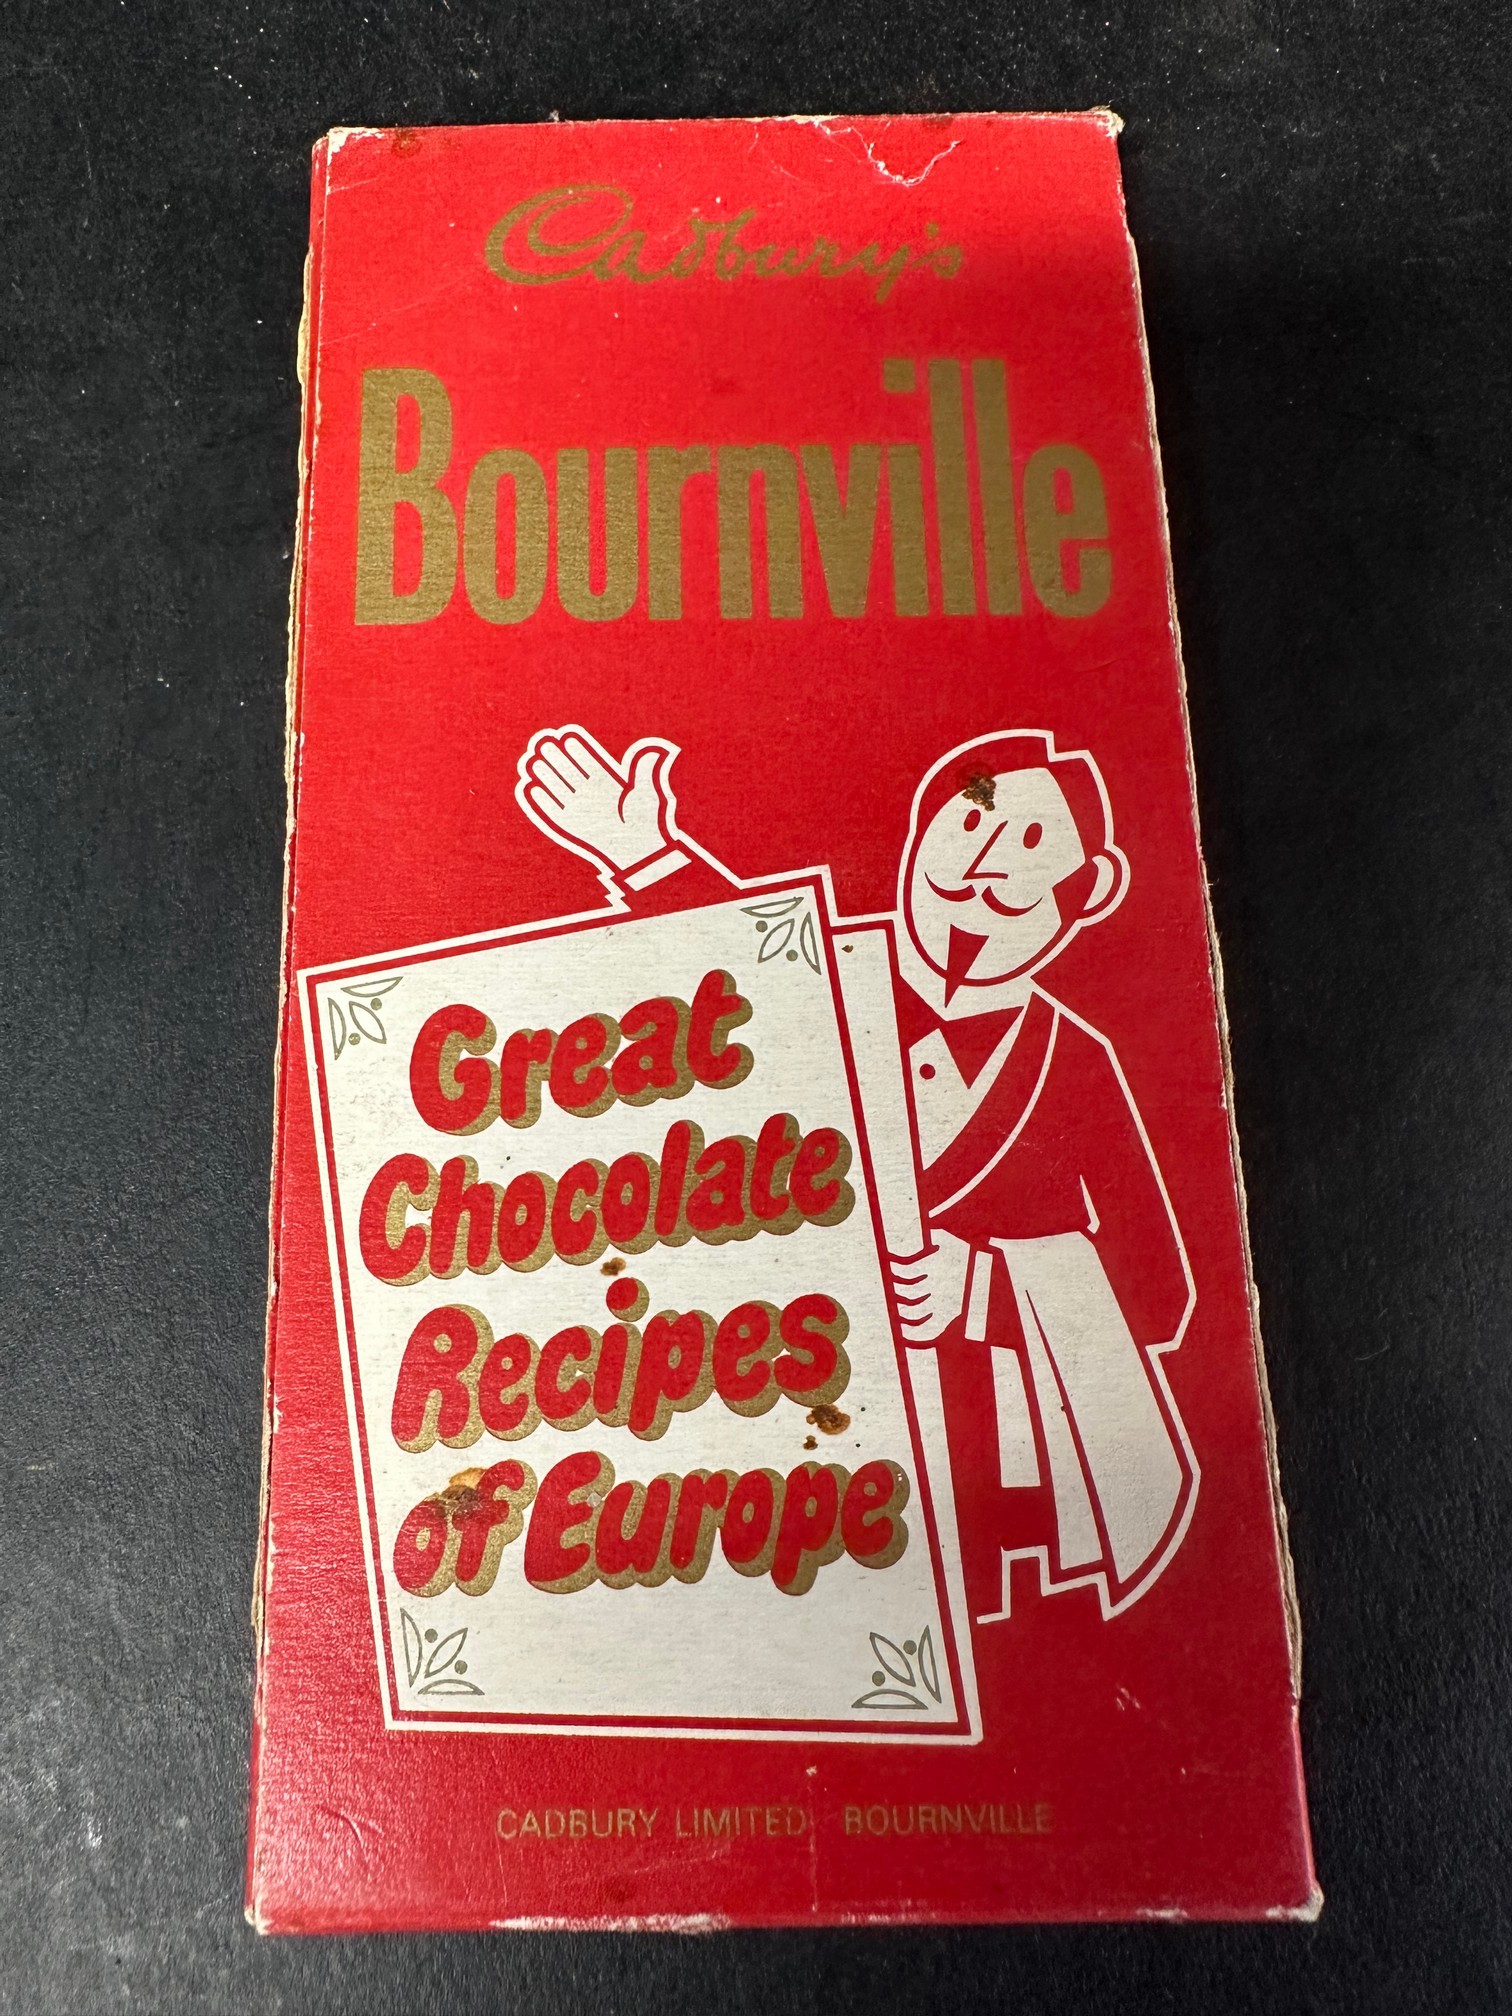 Cadbury's
Bournville
Great
Chocolate
Recipes
of Europe
CADBURY LIMITED BOURNVILLE